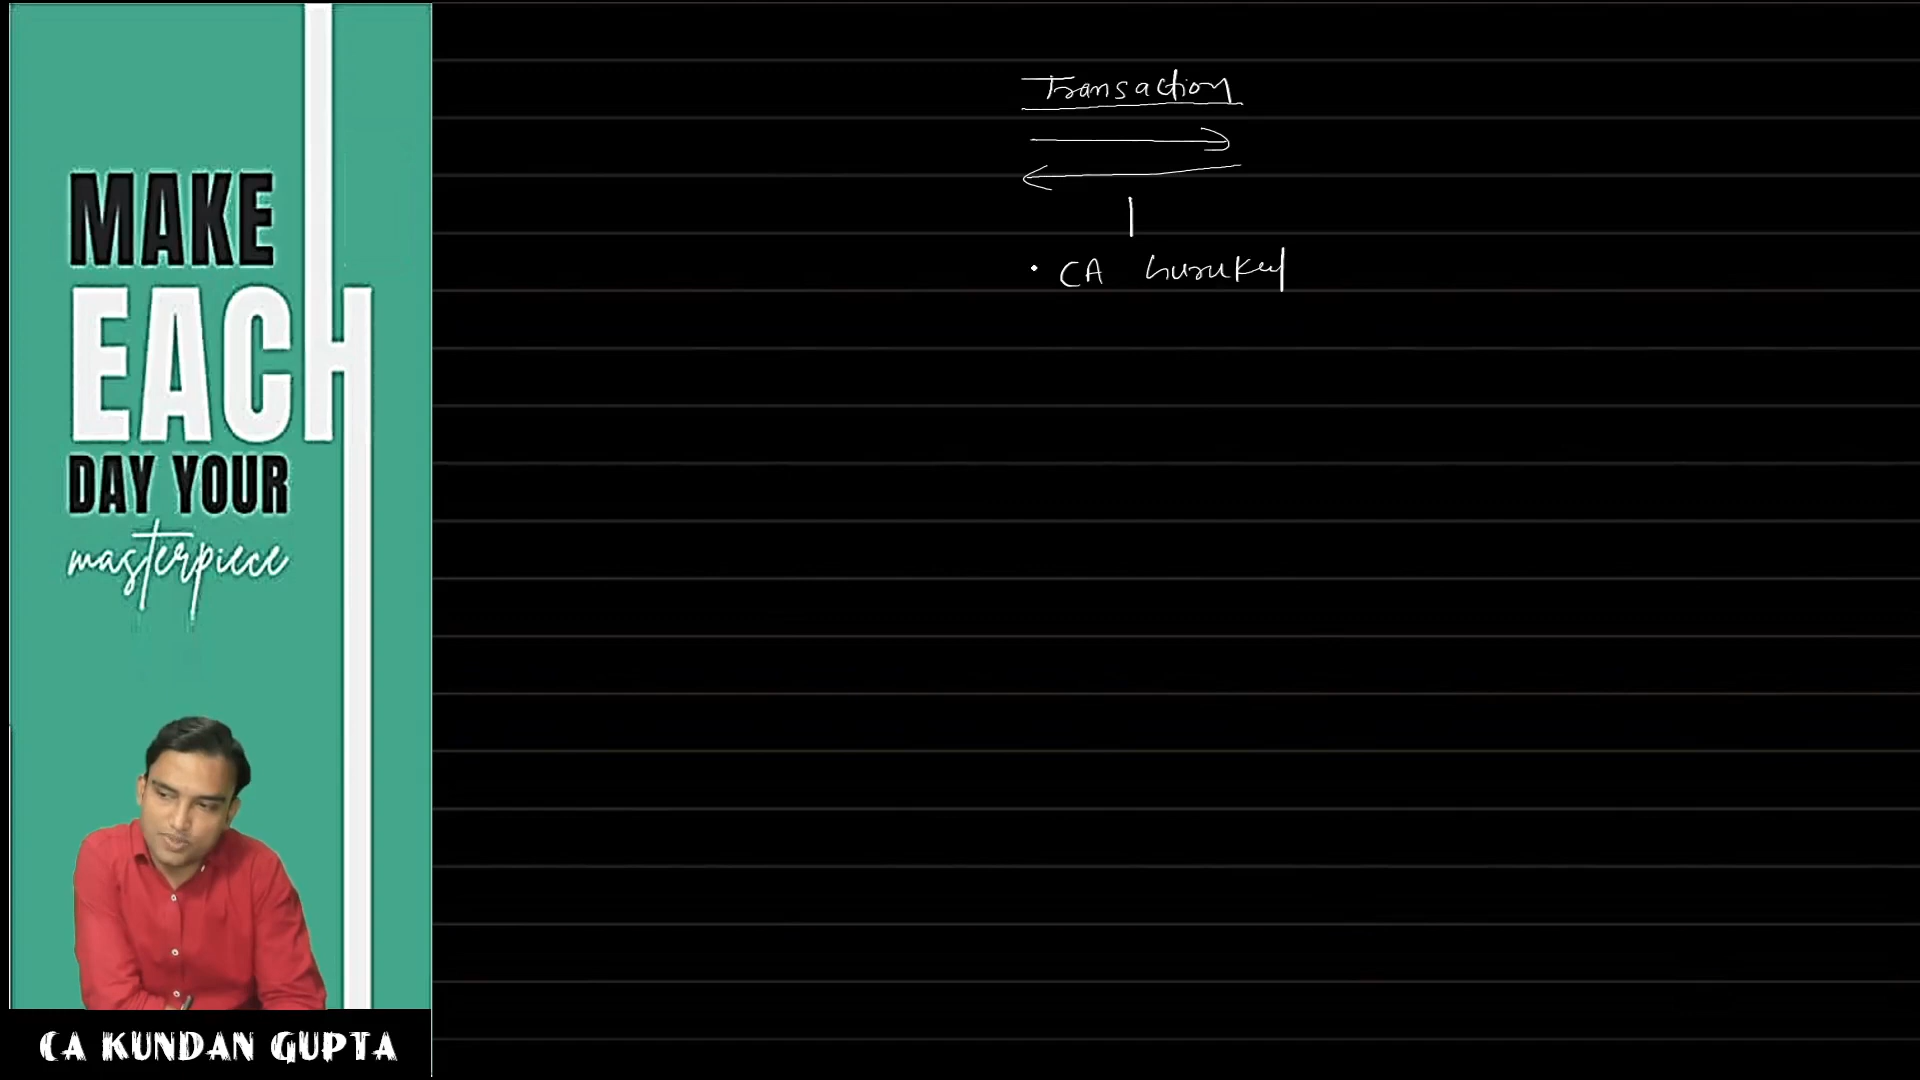 MAKE
EACH
DAY YOUR
masterpiece
CA KUNDAN GUPTA
Transaction
• CA Gurukul